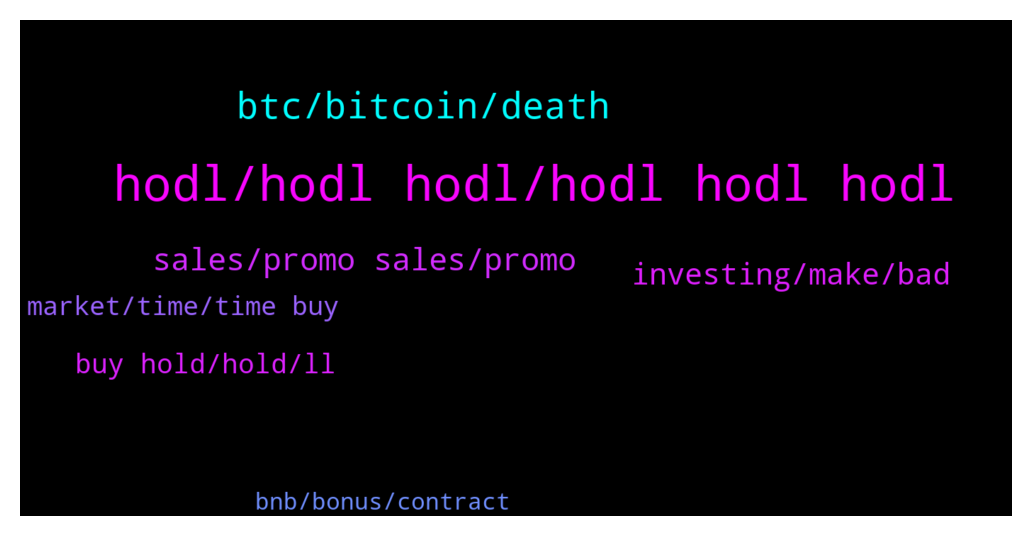 btc/bitcoin/death
hodl/hodl hodl/hodl hodl hodl
sales/promo sales/promo
investing/make/bad
market/time/time buy
buy hold/hold/ll
bnb/bonus/contract